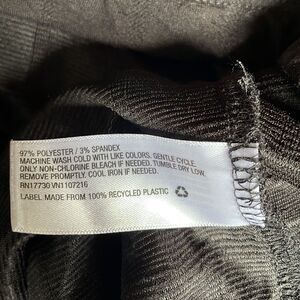 97% POLYESTER / 3% SPANDEX
MACHINE WASH COLD WITH LIKE COLORS. GENTLE CYCLE.
ONLY NON-CHLORINE BLEACH IF NEEDED. TUMBLE DRY LOW,
REMOVE PROMPTLY. COOL IRON IF NEEDED.
RN17730 VN1107216
LABEL MADE FROM 100% RECYCLED PLASTIC